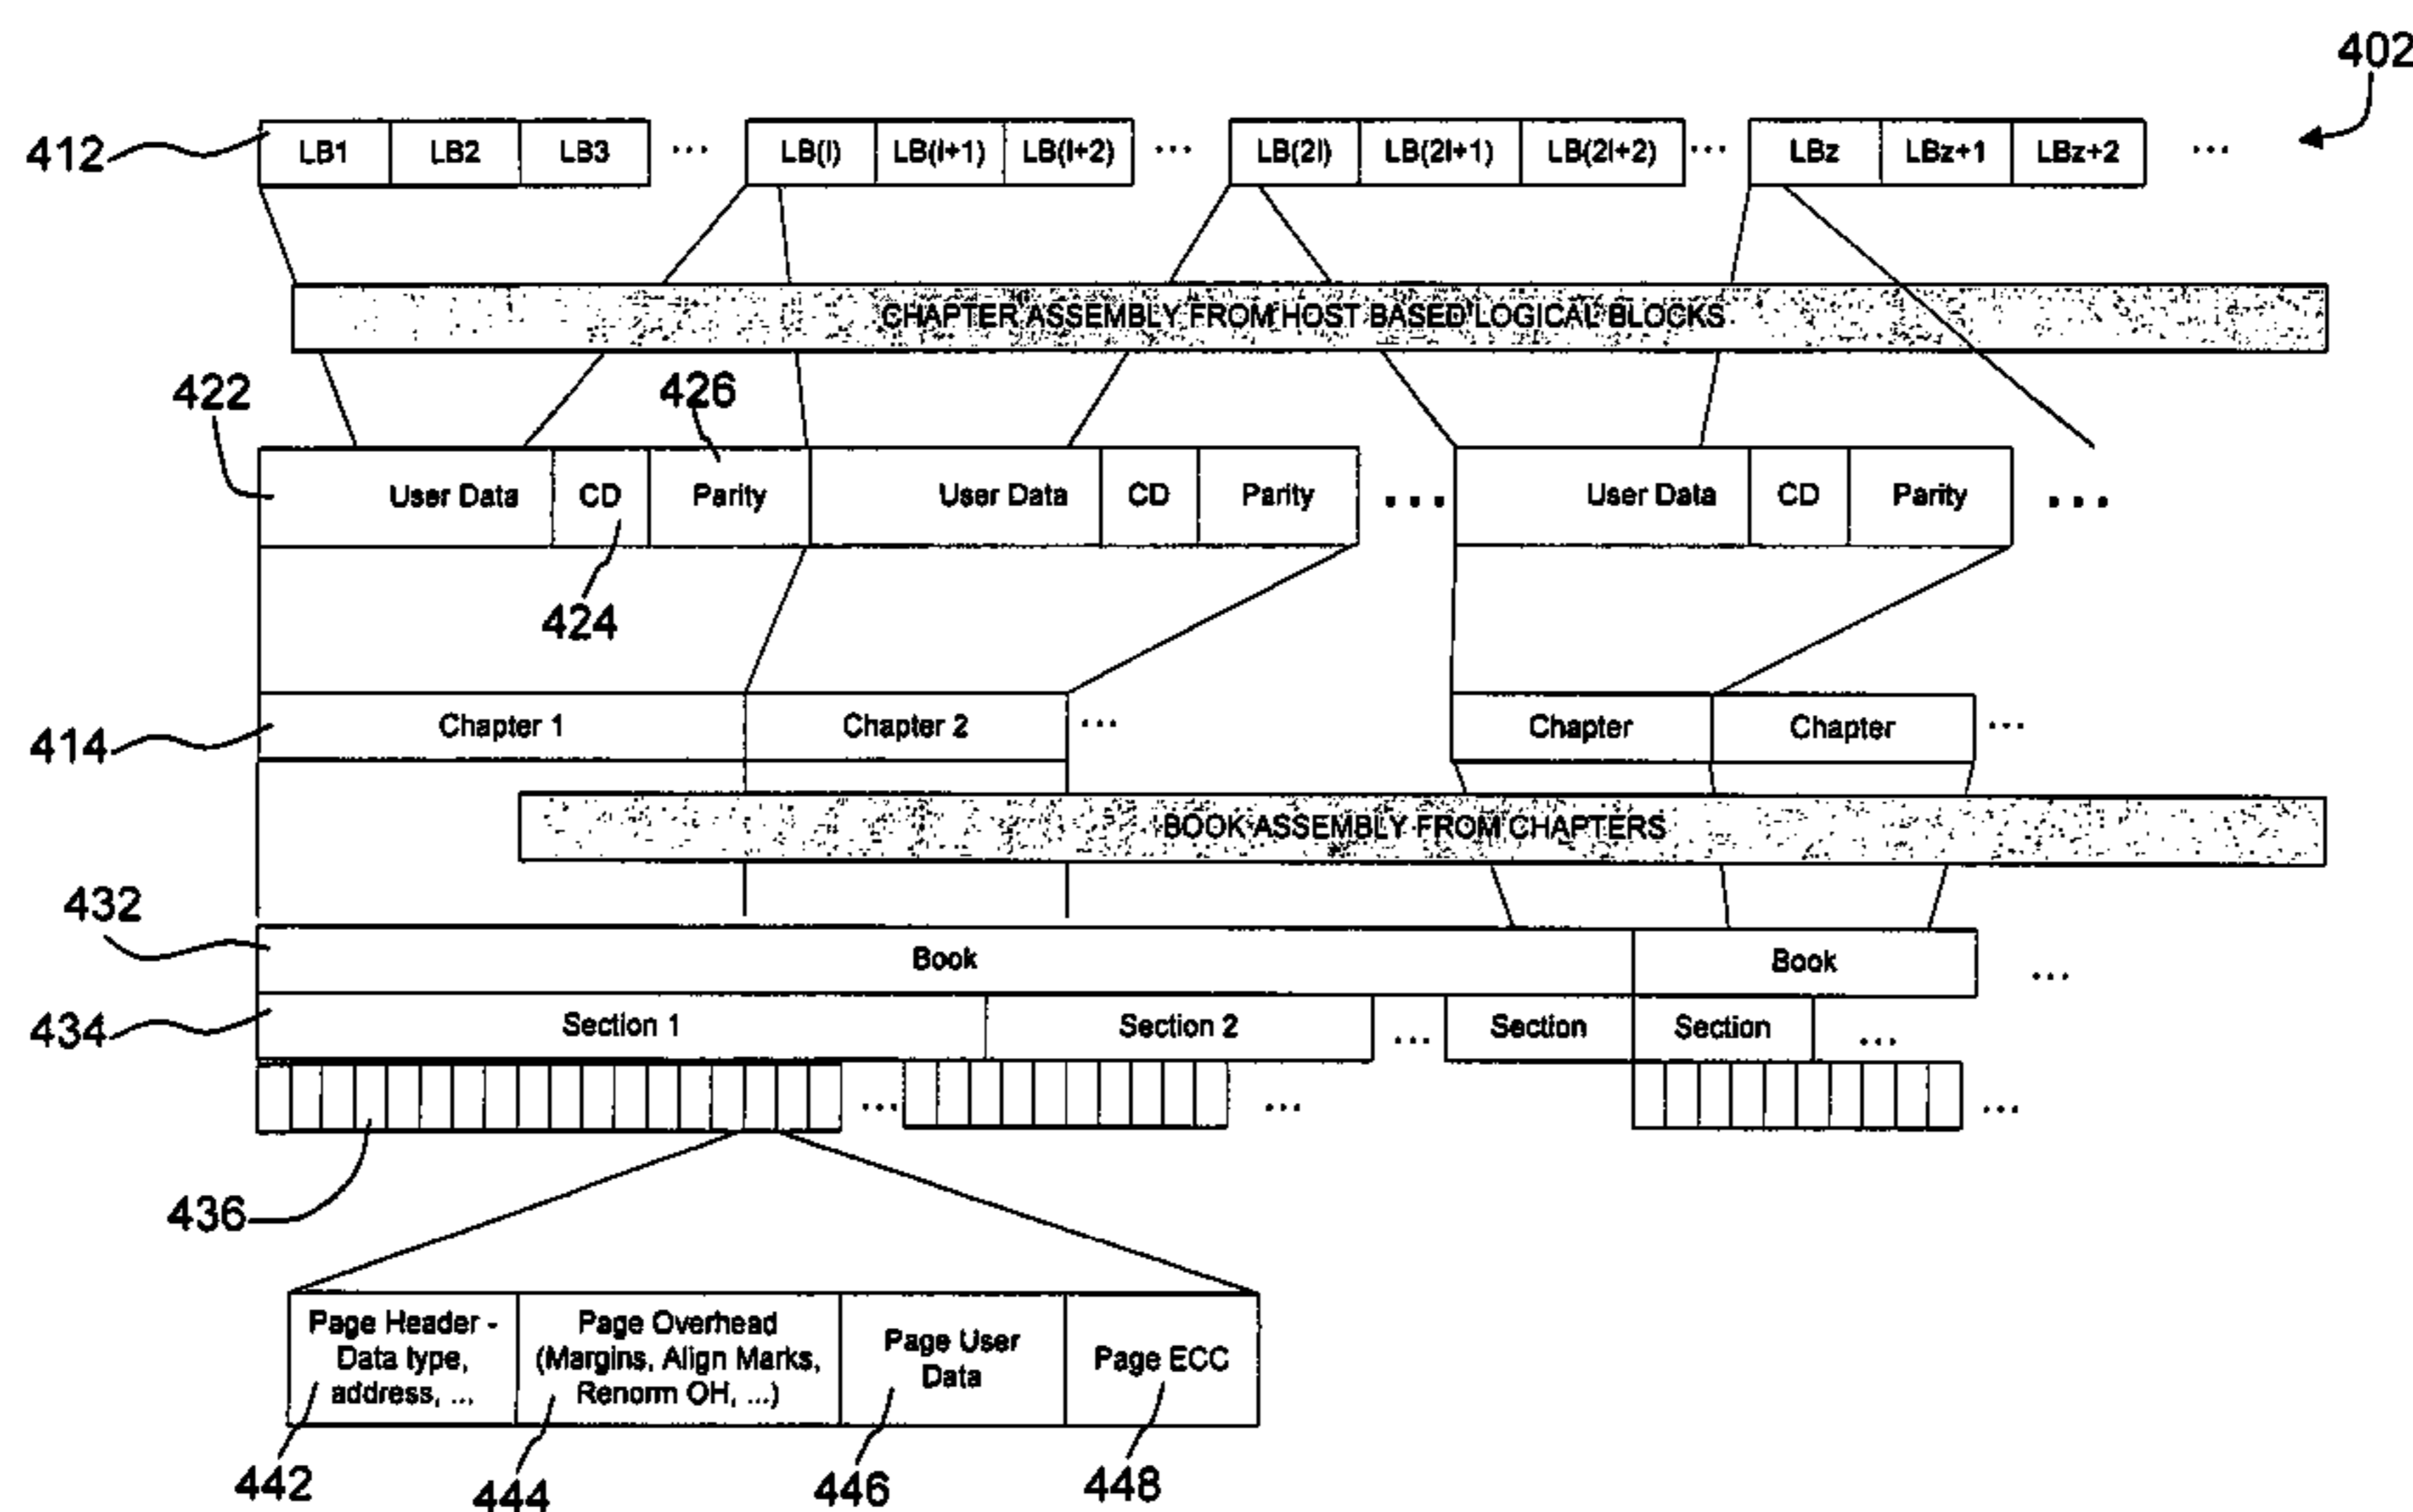 402
412 LB1 LB2 LB3 ... LB(I) LB(I+1) LB(I+2) ... LB(2I) LB(2I+1) LB(2I+2) ... LBz LBz+1 LBz+2 ...
CHAPTER ASSEMBLY FROM HOST BASED LOGICAL BLOCKS
422 426
User Data CD Parity User Data CD Parity ... User Data CD Parity ...
424
414 Chapter 1 Chapter 2 ... Chapter Chapter ...
BOOK ASSEMBLY FROM CHAPTERS
432
Book Book ...
434 Section 1 Section 2 ... Section Section ...
... ... ...
436
Page Header - Data type, address, ...
Page Overhead (Margins, Align Marks, Renorm OH, ...)
Page User Data
Page ECC
442 444 446 448